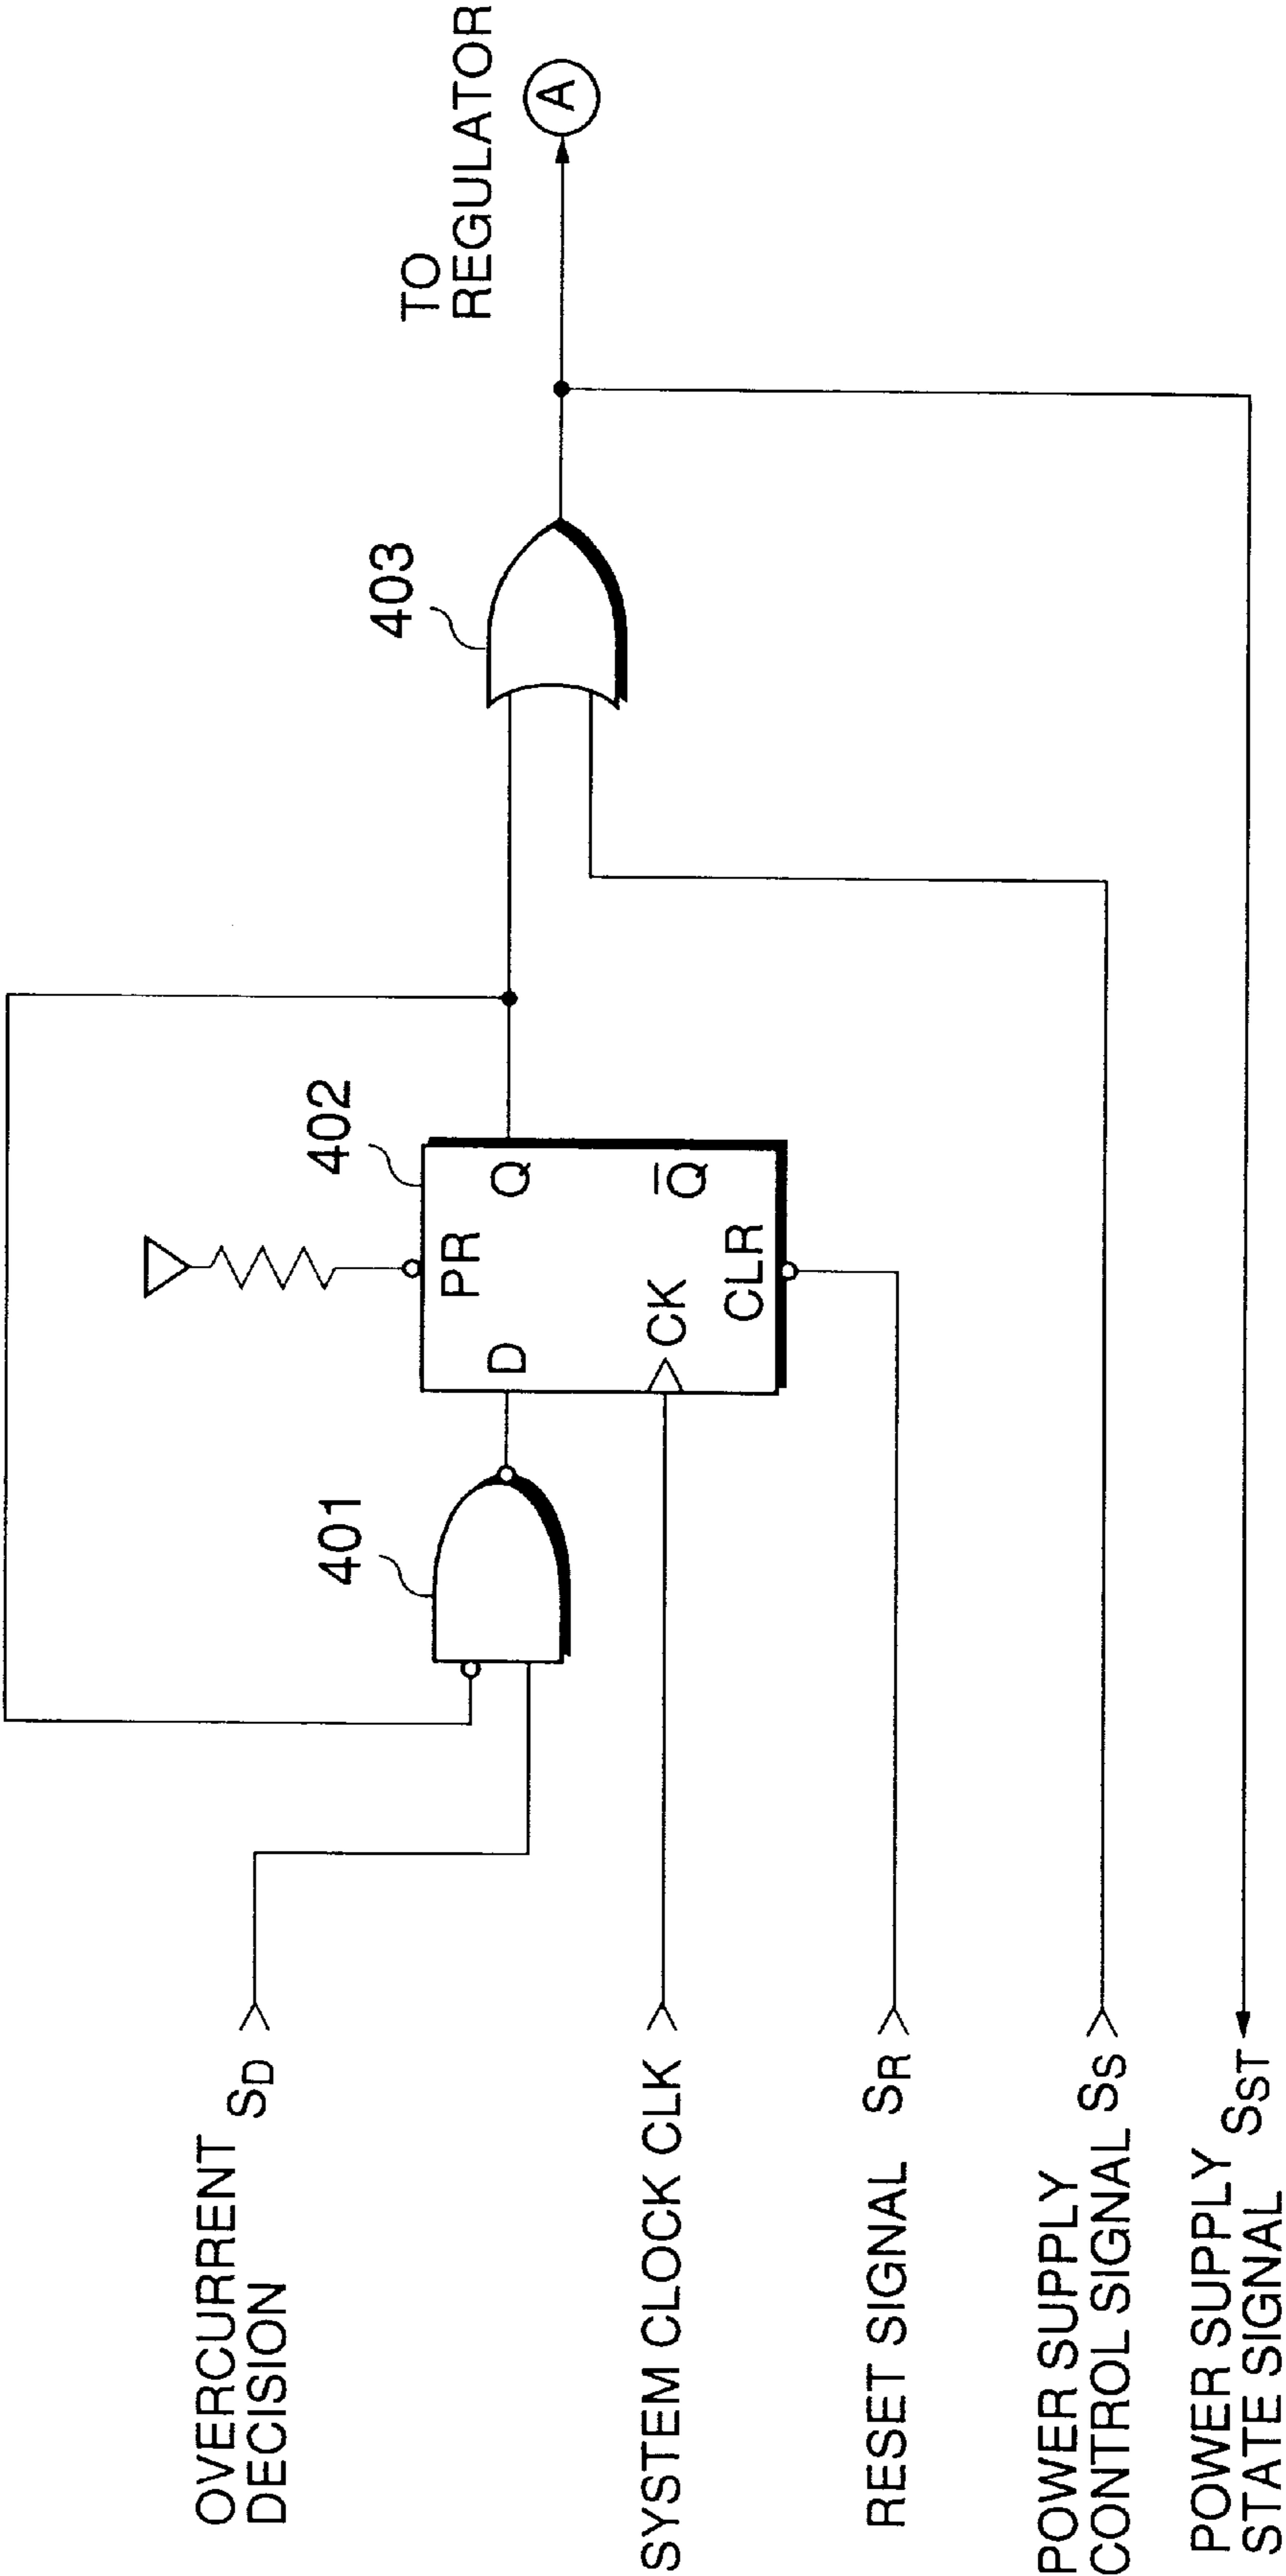 OVERCURRENT
DECISION
SD
SYSTEM CLOCK CLK
RESET SIGNAL SR
POWER SUPPLY
CONTROL SIGNAL SS
POWER SUPPLY
STATE SIGNAL
SST
401
402
PR
D
Q
CK
Q̅
CLR
403
TO
REGULATOR
A